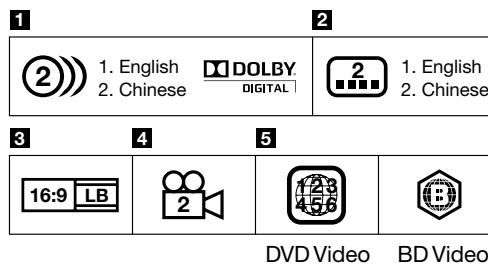 1 2
2 1. English DOLBY 2 1. English
2. Chinese DIGITAL 2. Chinese
3 4 5
16:9 LB 2 123 B
456
DVD Video BD Video